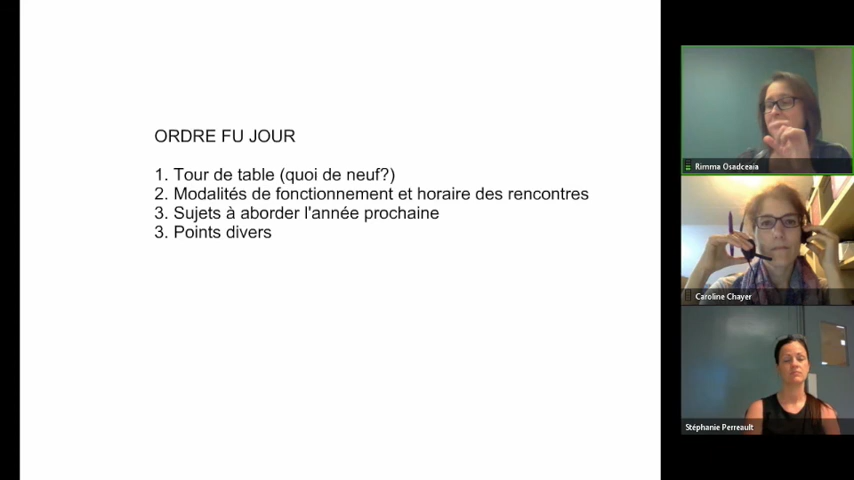 ORDRE FU JOUR
1. Tour de table (quoi de neuf?)
2. Modalités de fonctionnement et horaire des rencontres
3. Sujets à aborder l'année prochaine
3. Points divers
Rimma Osadceaia
Caroline Chayer
Stéphanie Perreault